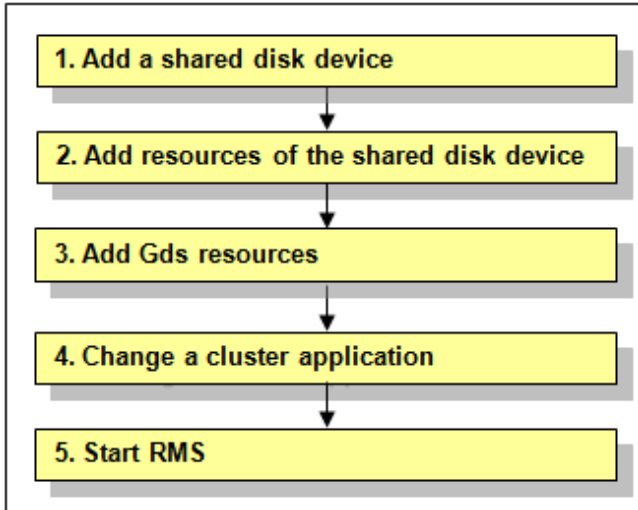 1. Add a shared disk device
2. Add resources of the shared disk device
3. Add Gds resources
4. Change a cluster application
5. Start RMS